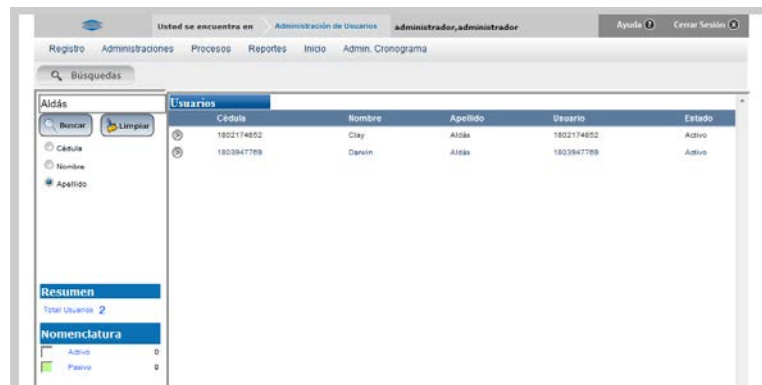 Usted se encuentra en Administración de Usuarios administrador,administrador Ayuda Cerrar Sesión
Registro Administraciones Procesos Reportes Inicio Admin. Cronograma
Búsquedas
Aldás
Buscar Limpiar
Cédula
Nombre
Apellido
Resumen
Total Usuarios 2
Nomenclatura
Activo 0
Pasivo 0
Usuarios
Cédula Nombre Apellido Usuario Estado
1802174852 Clay Aldás 1802174852 Activo
1803947769 Darwin Aldás 1803947769 Activo